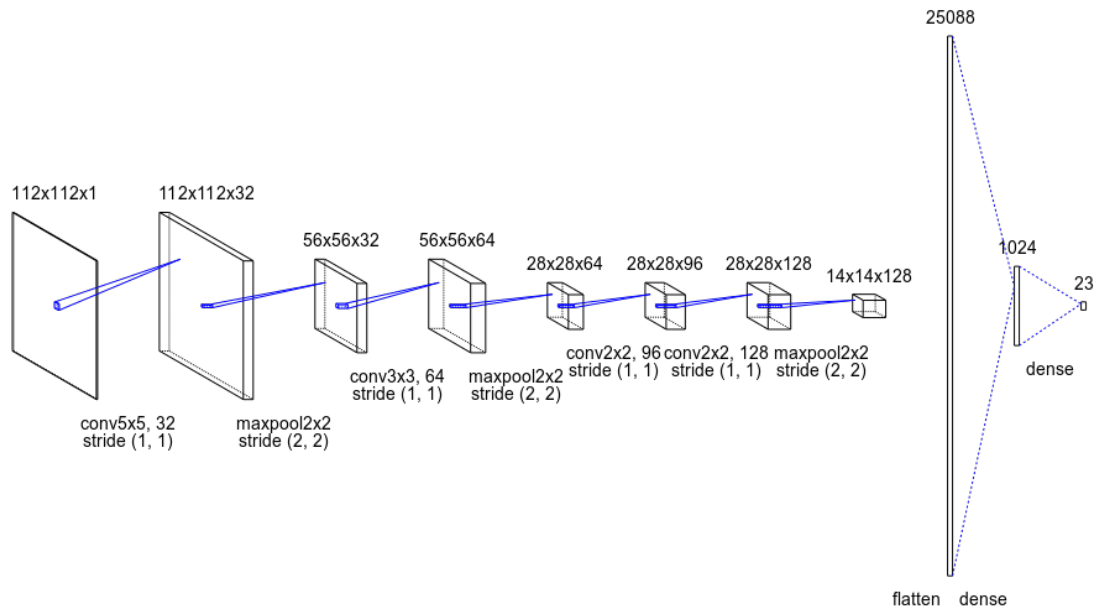 25088
112x112x1
112x112x32
56x56x32
56x56x64
28x28x64
28x28x96
28x28x128
14x14x128
1024
23
conv5x5, 32
stride (1, 1)
maxpool2x2
stride (2, 2)
conv3x3, 64
stride (1, 1)
maxpool2x2
stride (2, 2)
conv2x2, 96
stride (1, 1)
conv2x2, 128
stride (1, 1)
maxpool2x2
stride (2, 2)
dense
flatten
dense